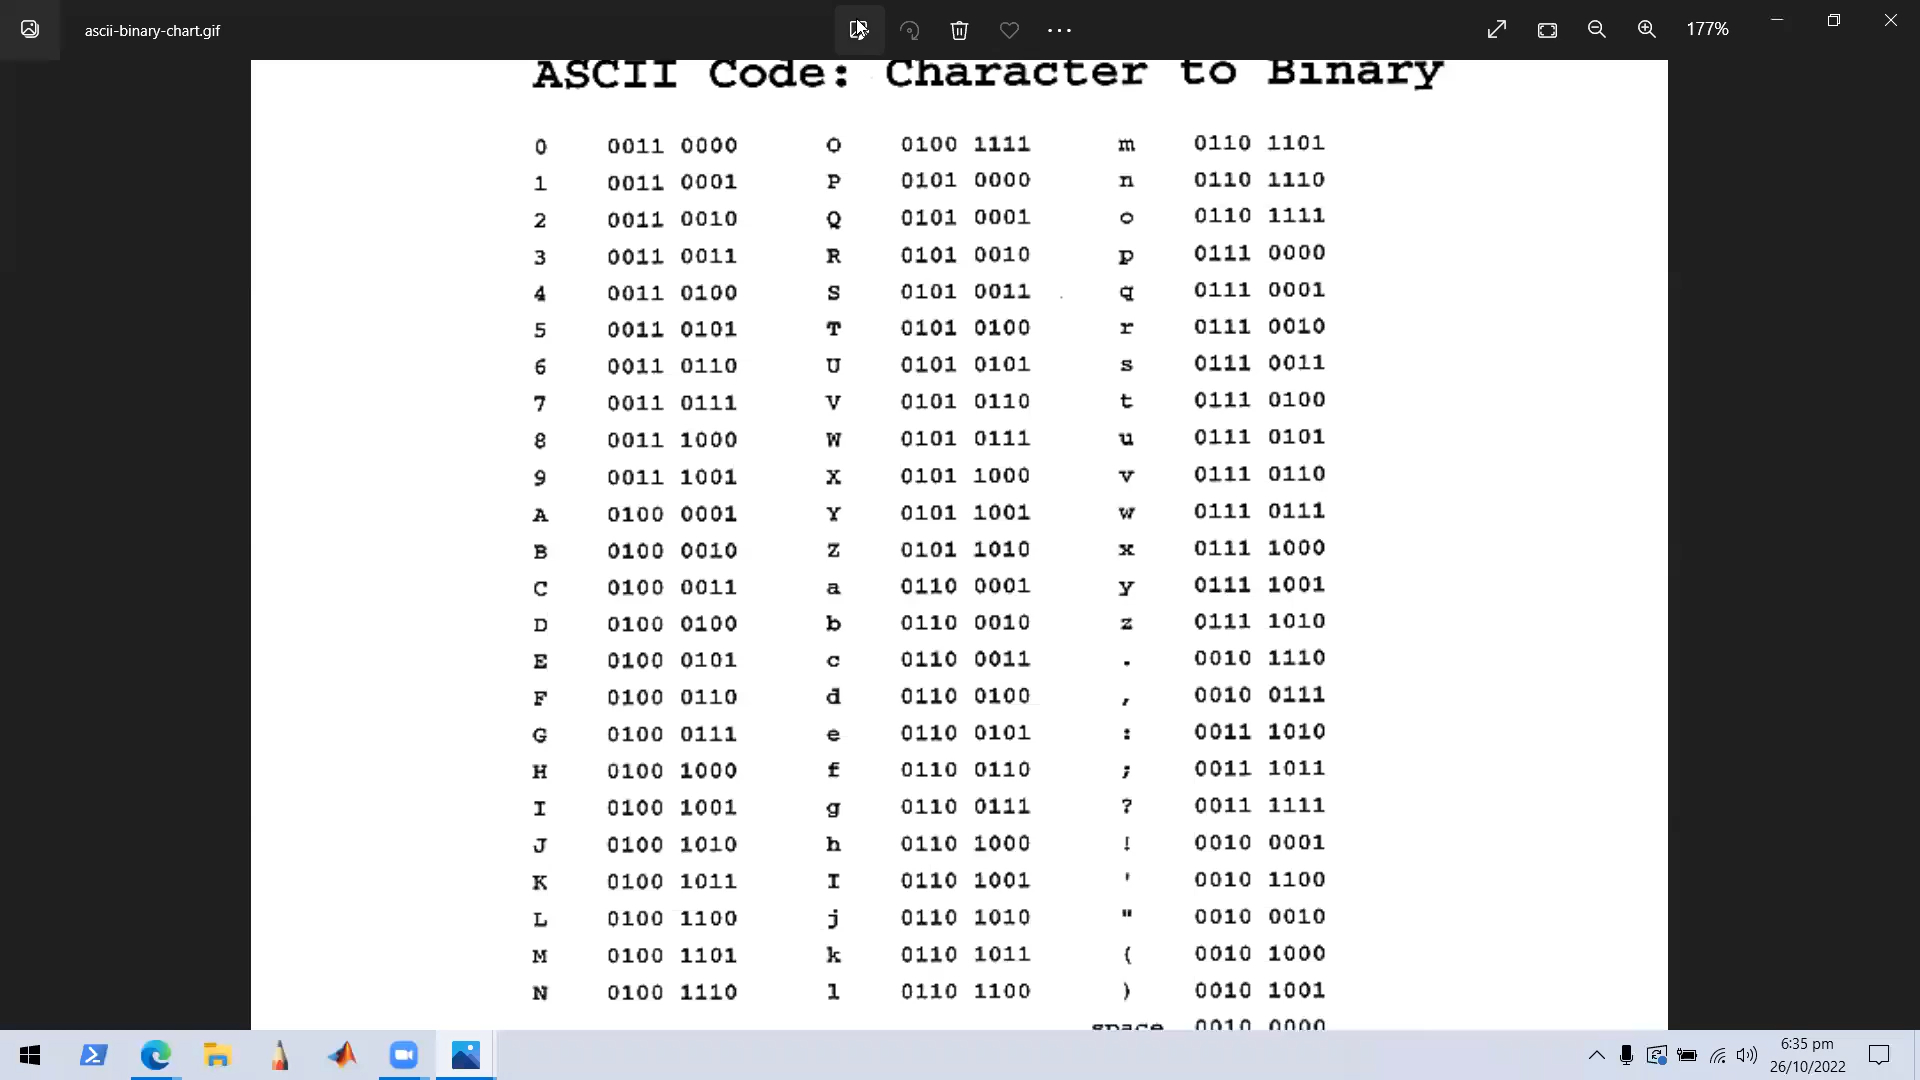 ascii-binary-chart.gif
177%
ASCII Code: Character to Binary
0 0011 0000 O 0100 1111 m 0110 1101
1 0011 0001 P 0101 0000 n 0110 1110
2 0011 0010 Q 0101 0001 o 0110 1111
3 0011 0011 R 0101 0010 p 0111 0000
4 0011 0100 S 0101 0011 q 0111 0001
5 0011 0101 T 0101 0100 r 0111 0010
6 0011 0110 U 0101 0101 s 0111 0011
7 0011 0111 V 0101 0110 t 0111 0100
8 0011 1000 W 0101 0111 u 0111 0101
9 0011 1001 X 0101 1000 v 0111 0110
A 0100 0001 Y 0101 1001 w 0111 0111
B 0100 0010 Z 0101 1010 x 0111 1000
C 0100 0011 a 0110 0001 y 0111 1001
D 0100 0100 b 0110 0010 z 0111 1010
E 0100 0101 c 0110 0011 . 0010 1110
F 0100 0110 d 0110 0100 , 0010 0111
G 0100 0111 e 0110 0101 : 0011 1010
H 0100 1000 f 0110 0110 ; 0011 1011
I 0100 1001 g 0110 0111 ? 0011 1111
J 0100 1010 h 0110 1000 ! 0010 0001
K 0100 1011 I 0110 1001 ' 0010 1100
L 0100 1100 j 0110 1010 " 0010 0010
M 0100 1101 k 0110 1011 ( 0010 1000
N 0100 1110 l 0110 1100 ) 0010 1001
space 0010 0000
6:35 pm
26/10/2022